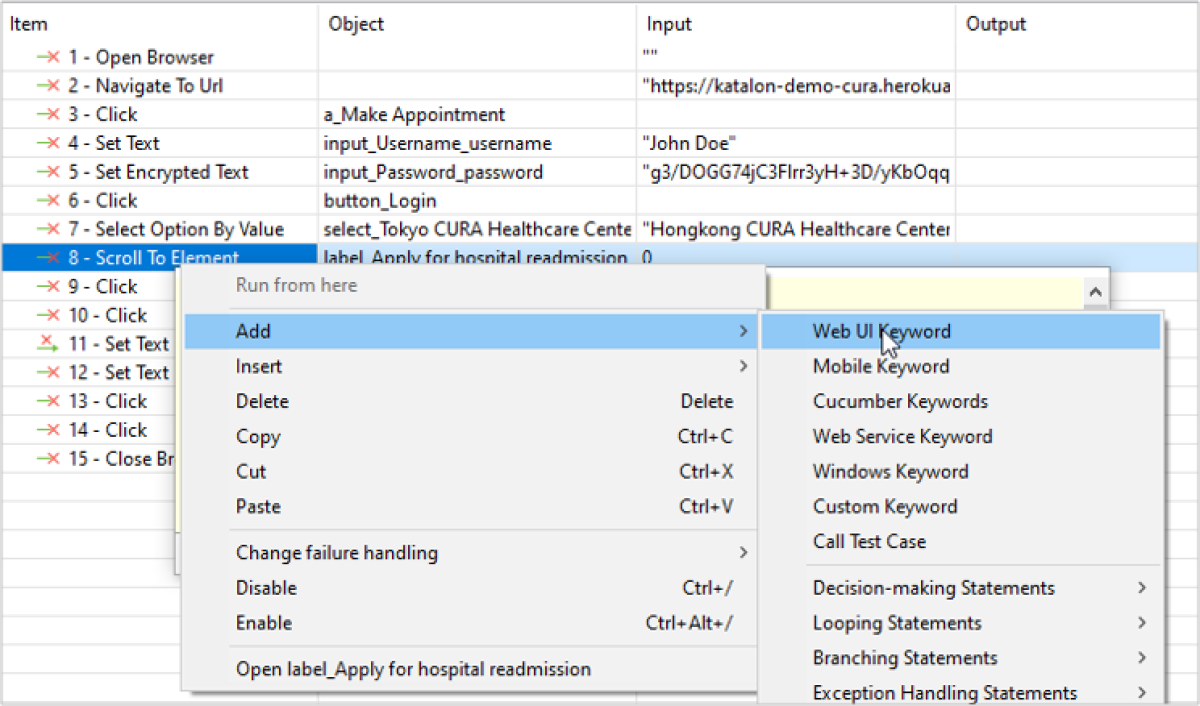 Item Object Input Output
1 - Open Browser ""
2 - Navigate To Url "https://katalon-demo-cura.herokua
3 - Click a_Make Appointment
4 - Set Text input_Username_username "John Doe"
5 - Set Encrypted Text input_Password_password "g3/DOGG74jC3FIrr3yH+3D/yKbOqq
6 - Click button_Login
7 - Select Option By Value select_Tokyo CURA Healthcare Cente "Hongkong CURA Healthcare Center
8 - Scroll To Element label_Apply for hospital readmission 0
9 - Click Run from here
10 - Click Add Web UI Keyword
11 - Set Text Insert Mobile Keyword
12 - Set Text Delete Delete Cucumber Keywords
13 - Click Copy Ctrl+C Web Service Keyword
14 - Click Cut Ctrl+X Windows Keyword
15 - Close Br Paste Ctrl+V Custom Keyword
Call Test Case
Change failure handling
Disable Ctrl+/ Decision-making Statements
Enable Ctrl+Alt+/ Looping Statements
Branching Statements
Open label_Apply for hospital readmission Exception Handling Statements